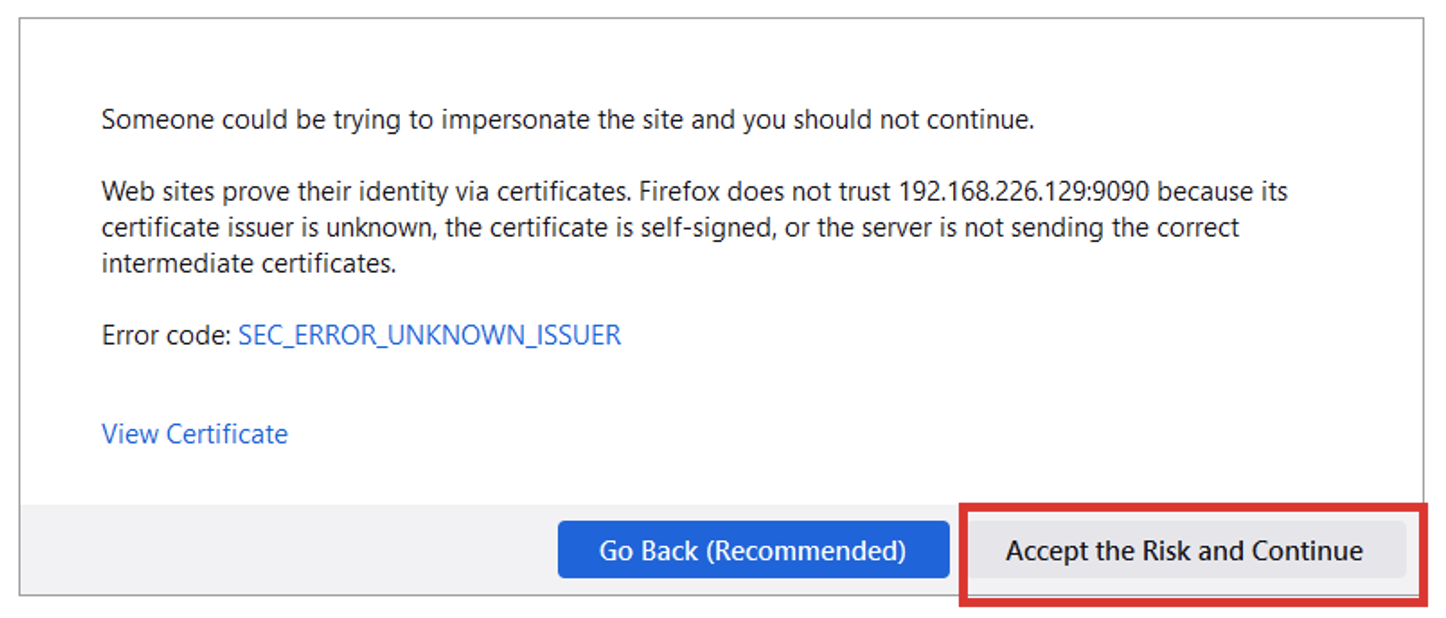 Someone could be trying to impersonate the site and you should not continue.
Web sites prove their identity via certificates. Firefox does not trust 192.168.226.129:9090 because its
certificate issuer is unknown, the certificate is self-signed, or the server is not sending the correct
intermediate certificates.
Error code: SEC_ERROR_UNKNOWN_ISSUER
View Certificate
Go Back (Recommended)
Accept the Risk and Continue